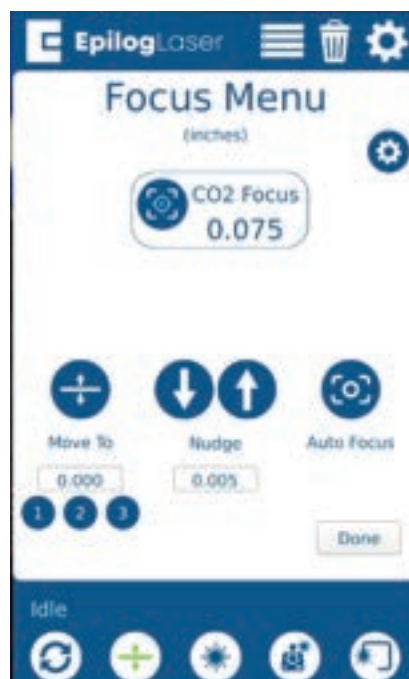 EpilogLaser
Focus Menu
(inches)
CO2 Focus
0.075
Move To
Nudge
Auto Focus
0.000
0.005
1 2 3
Done
Idle